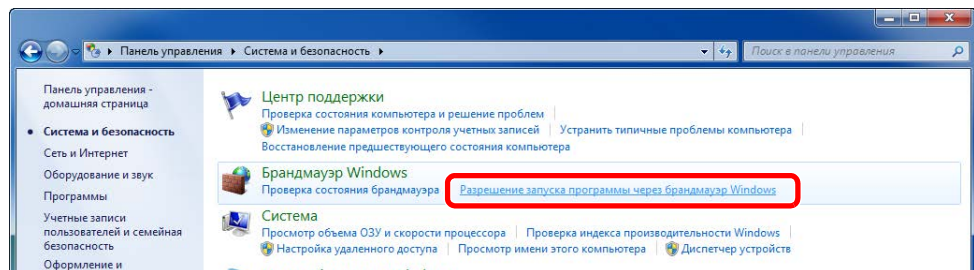 Панель управления ▸ Система и безопасность ▸
Поиск в панели управления
Панель управления -
домашняя страница
Система и безопасность
Сеть и Интернет
Оборудование и звук
Программы
Учетные записи
пользователей и семейная
безопасность
Оформление и
Центр поддержки
Проверка состояния компьютера и решение проблем
Изменение параметров контроля учетных записей
Устранить типичные проблемы компьютера
Восстановление предшествующего состояния компьютера
Брандмауэр Windows
Проверка состояния брандмауэра
Разрешение запуска программы через брандмауэр Windows
Система
Просмотр объема ОЗУ и скорости процессора
Проверка индекса производительности Windows
Настройка удаленного доступа
Просмотр имени этого компьютера
Диспетчер устройств